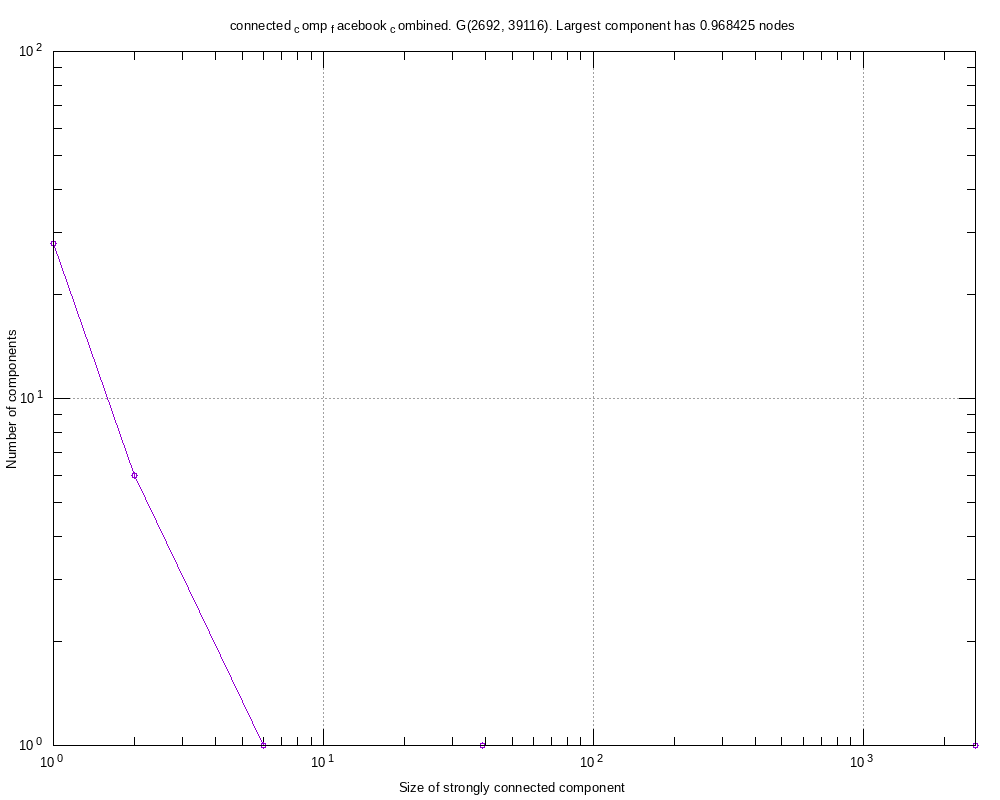 connected c omp f acebook c ombined. G(2692, 39116). Largest component has 0.968425 nodes
10 2
10 1
10 0
Number of components
10 0 10 1 10 2 10 3
Size of strongly connected component